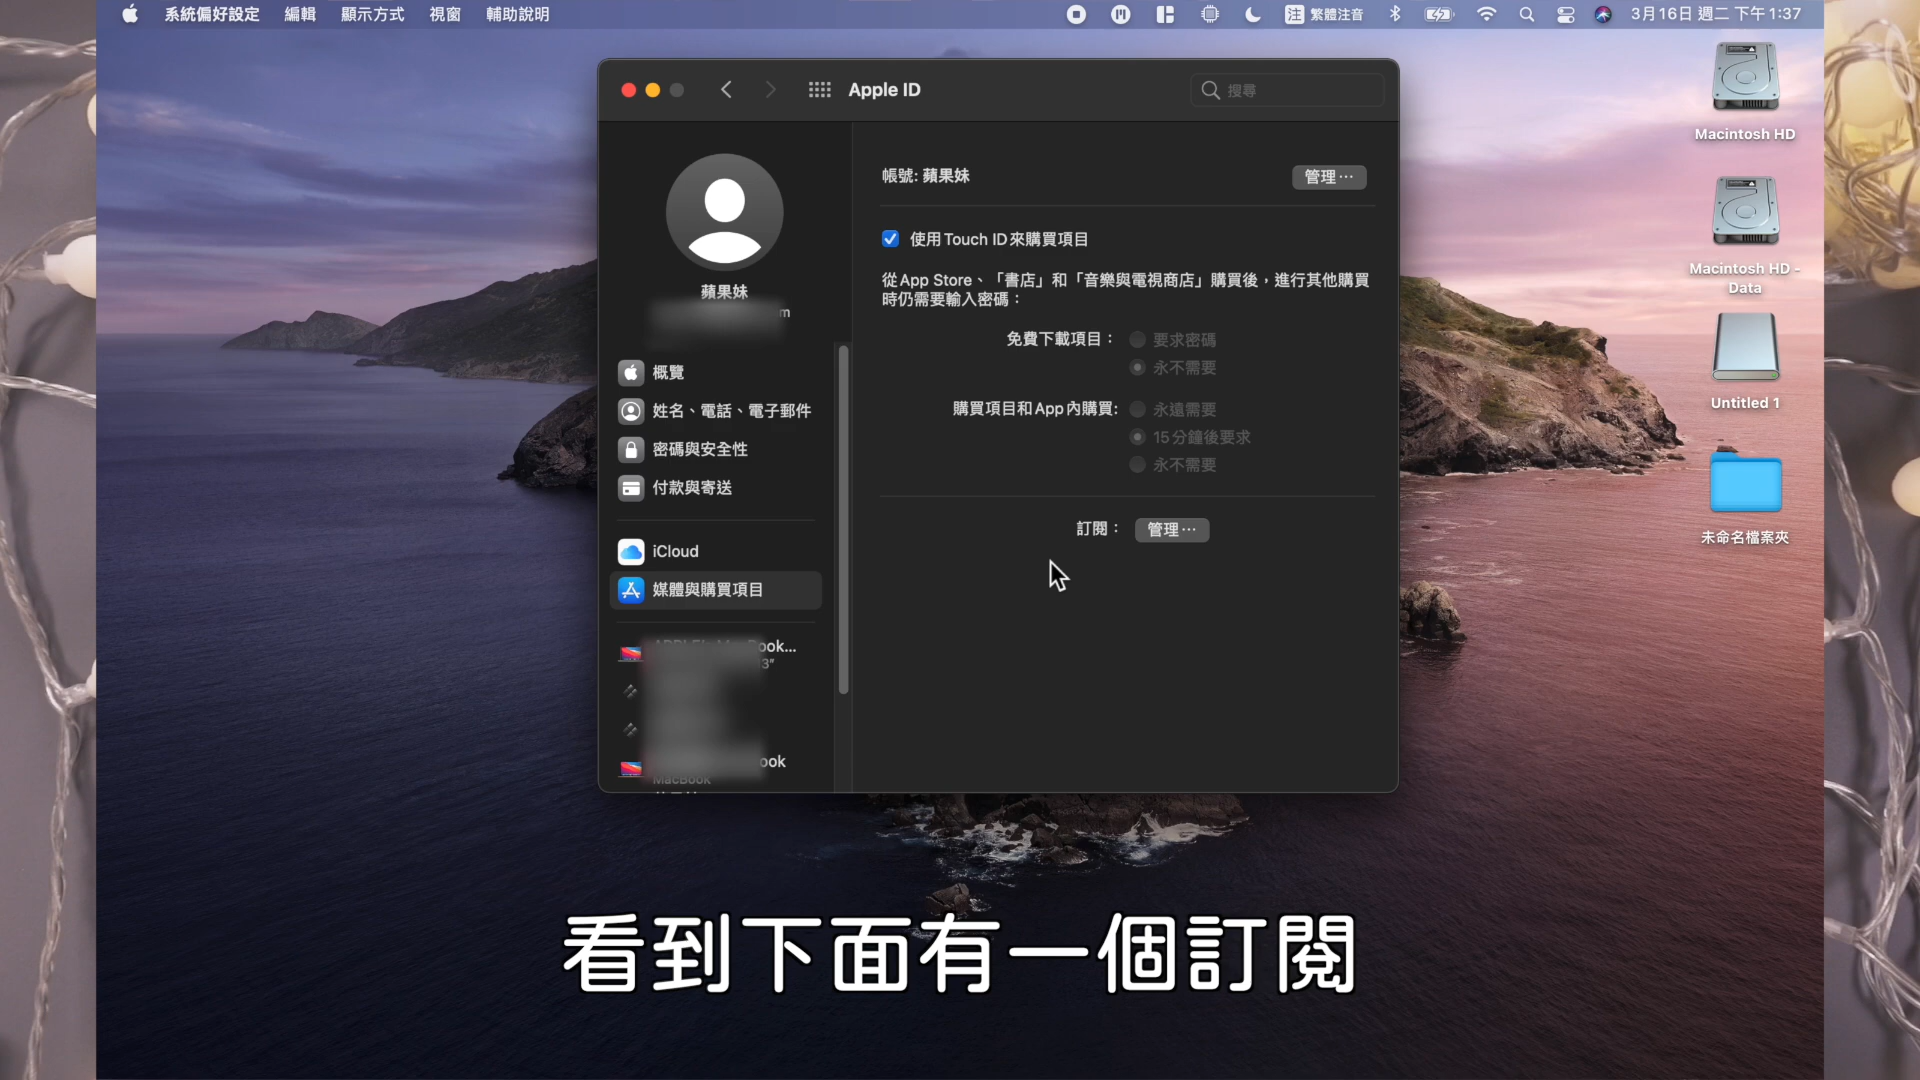 系統偏好設定 編輯 顯示方式 視窗 輔助說明
注 繁體注音
3月16日 週二 下午1:37
Apple ID
搜尋
蘋果妹
m
概覽
姓名、電話、電子郵件
密碼與安全性
付款與寄送
iCloud
媒體與購買項目
ook...
3"
ook
MacBook
帳號: 蘋果妹
管理…
使用 Touch ID 來購買項目
從 App Store、「書店」和「音樂與電視商店」購買後，進行其他購買
時仍需要輸入密碼：
免費下載項目： 要求密碼
永不需要
購買項目和 App 內購買: 永遠需要
15 分鐘後要求
永不需要
訂閱： 管理…
Macintosh HD
Macintosh HD -
Data
Untitled 1
未命名檔案夾
看到下面有一個訂閱